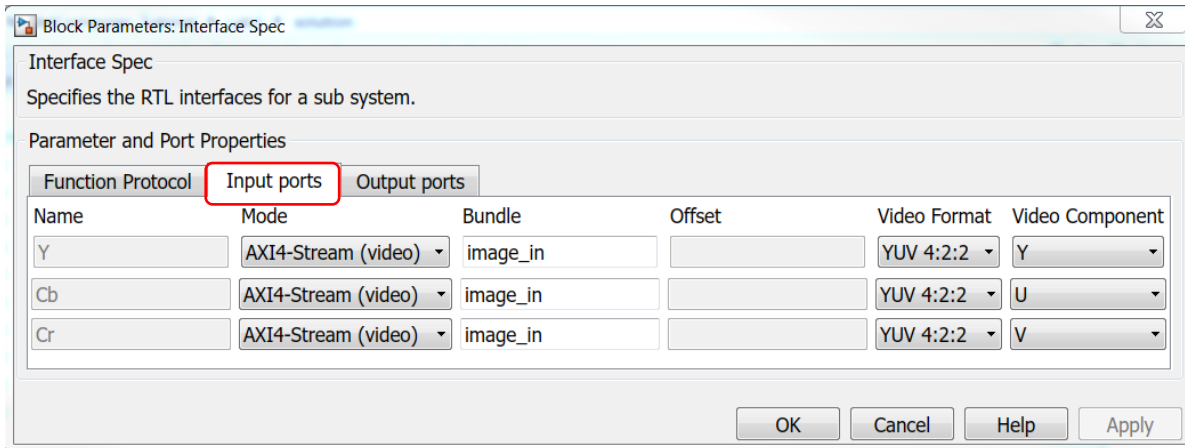 Block Parameters: Interface Spec
Interface Spec
Specifies the RTL interfaces for a sub system.
Parameter and Port Properties
Function Protocol Input ports Output ports
Name Mode Bundle Offset Video Format Video Component
Y AXI4-Stream (video) image_in YUV 4:2:2 Y
Cb AXI4-Stream (video) image_in YUV 4:2:2 U
Cr AXI4-Stream (video) image_in YUV 4:2:2 V
OK Cancel Help Apply